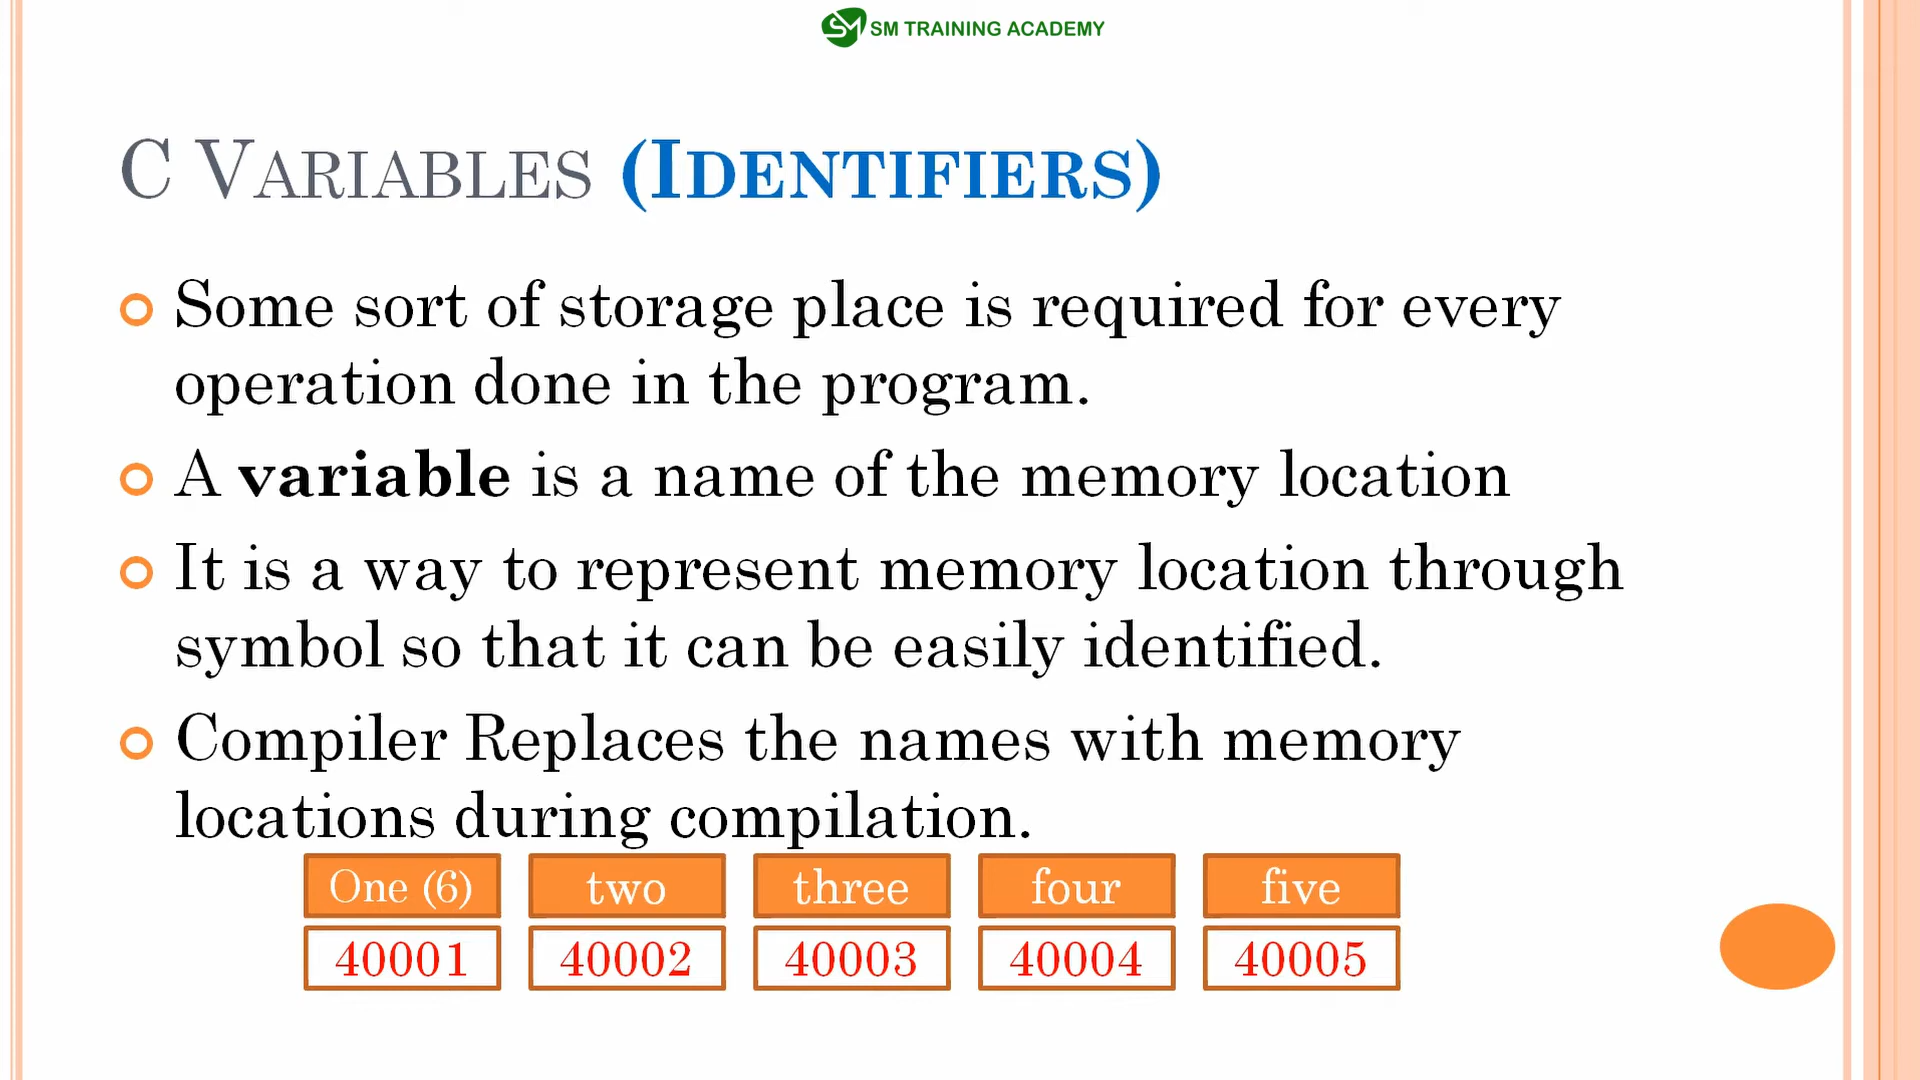 SM TRAINING ACADEMY
C VARIABLES (IDENTIFIERS)
Some sort of storage place is required for every
operation done in the program.
A variable is a name of the memory location
It is a way to represent memory location through
symbol so that it can be easily identified.
Compiler Replaces the names with memory
locations during compilation.
One (6) two three four five
40001 40002 40003 40004 40005